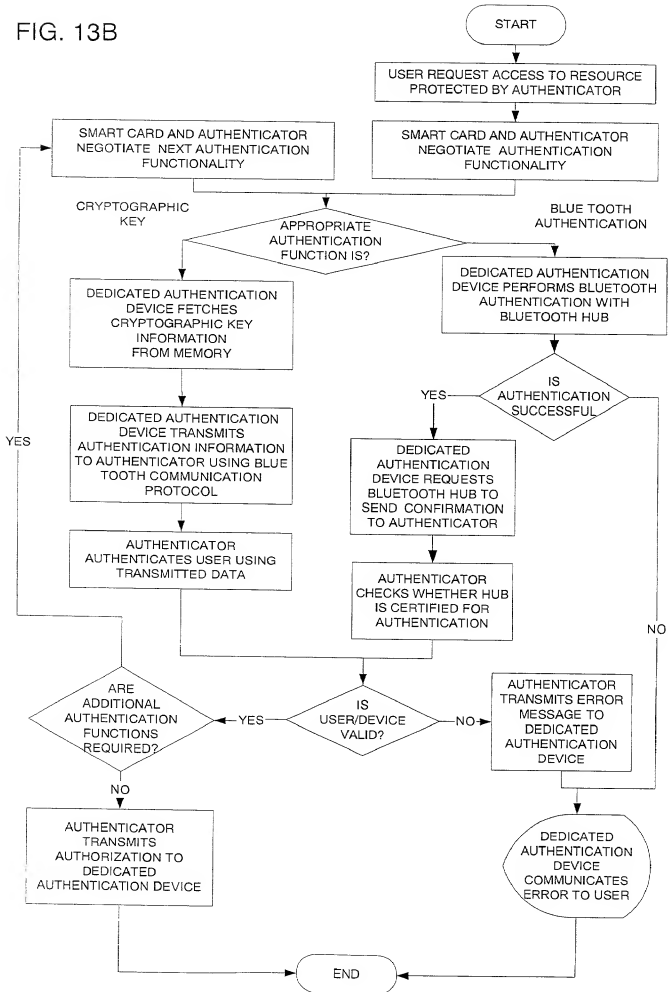 FIG. 13B
START
USER REQUEST ACCESS TO RESOURCE
PROTECTED BY AUTHENTICATOR
SMART CARD AND AUTHENTICATOR
NEGOTIATE NEXT AUTHENTICATION
FUNCTIONALITY
SMART CARD AND AUTHENTICATOR
NEGOTIATE AUTHENTICATION
FUNCTIONALITY
CRYPTOGRAPHIC
KEY
APPROPRIATE
AUTHENTICATION
FUNCTION IS?
BLUE TOOTH
AUTHENTICATION
DEDICATED AUTHENTICATION
DEVICE FETCHES
CRYPTOGRAPHIC KEY
INFORMATION
FROM MEMORY
DEDICATED AUTHENTICATION
DEVICE PERFORMS BLUETOOTH
AUTHENTICATION WITH
BLUETOOTH HUB
IS
AUTHENTICATION
SUCCESSFUL
YES
DEDICATED AUTHENTICATION
DEVICE TRANSMITS
AUTHENTICATION INFORMATION
TO AUTHENTICATOR USING BLUE
TOOTH COMMUNICATION
PROTOCOL
YES
DEDICATED
AUTHENTICATION
DEVICE REQUESTS
BLUETOOTH HUB TO
SEND CONFIRMATION
TO AUTHENTICATOR
AUTHENTICATOR
AUTHENTICATES USER USING
TRANSMITTED DATA
AUTHENTICATOR
CHECKS WHETHER HUB
IS CERTIFIED FOR
AUTHENTICATION
NO
ARE
ADDITIONAL
AUTHENTICATION
FUNCTIONS
REQUIRED?
YES
IS
USER/DEVICE
VALID?
NO
AUTHENTICATOR
TRANSMITS ERROR
MESSAGE TO
DEDICATED
AUTHENTICATION
DEVICE
NO
AUTHENTICATOR
TRANSMITS
AUTHORIZATION TO
DEDICATED
AUTHENTICATION DEVICE
DEDICATED
AUTHENTICATION
DEVICE
COMMUNICATES
ERROR TO USER
END